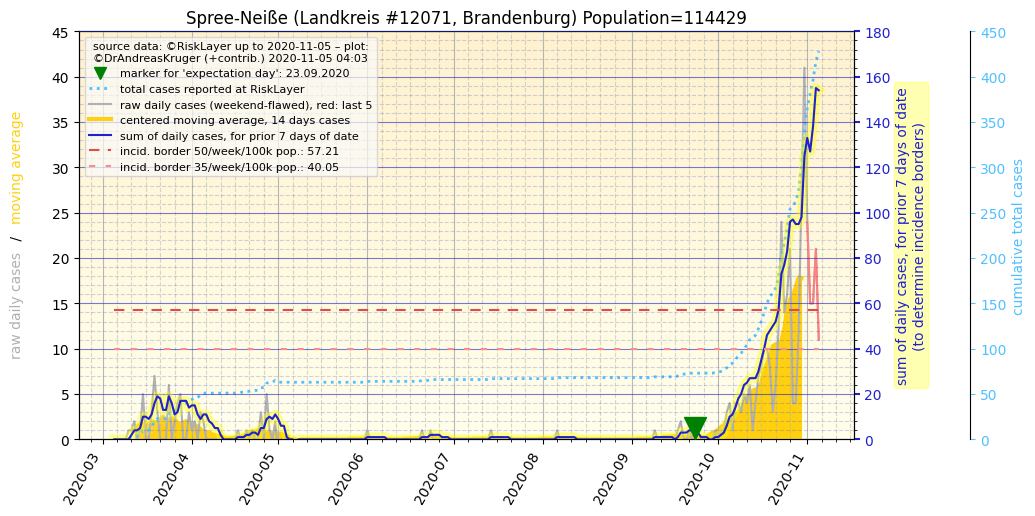 Spree-Neiße (Landkreis #12071, Brandenburg) Population=114429
source data: ©RiskLayer up to 2020-11-05 – plot:
©DrAndreasKruger (+contrib.) 2020-11-05 04:03
marker for 'expectation day': 23.09.2020
total cases reported at RiskLayer
raw daily cases (weekend-flawed), red: last 5
centered moving average, 14 days cases
sum of daily cases, for prior 7 days of date
incid. border 50/week/100k pop.: 57.21
incid. border 35/week/100k pop.: 40.05
raw daily cases / moving average
45
40
35
30
25
20
15
10
5
0
2020-03
2020-04
2020-05
2020-06
2020-07
2020-08
2020-09
2020-10
2020-11
180
160
140
120
100
80
60
40
20
0
sum of daily cases, for prior 7 days of date
(to determine incidence borders)
450
400
350
300
250
200
150
100
50
0
cumulative total cases